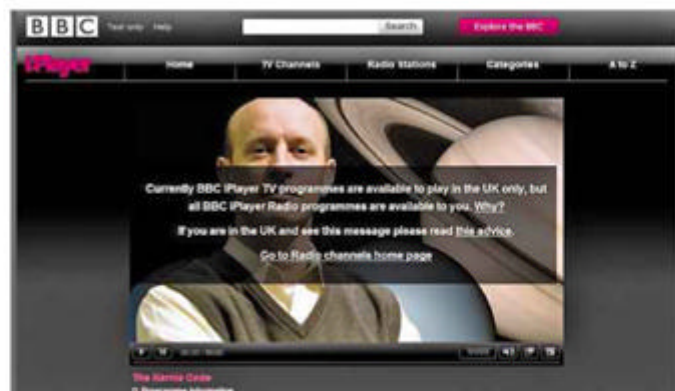 BBC Text only Help Search Explore the BBC
iPlayer Home TV Channels Radio Stations Categories A to Z
Currently BBC iPlayer TV programmes are available to play in the UK only, but
all BBC iPlayer Radio programmes are available to you. Why?
If you are in the UK and see this message please read this advice.
Go to Radio channels home page